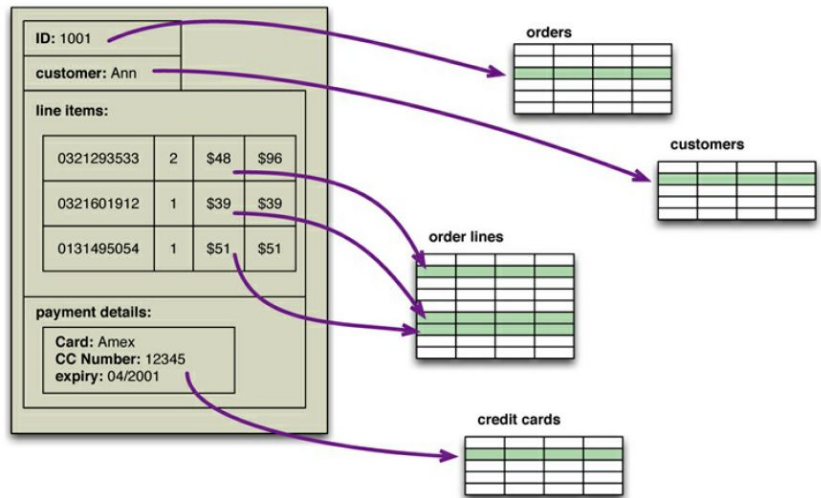 ID: 1001
customer: Ann
line items:
0321293533 2 $48 $96
0321601912 1 $39 $39
0131495054 1 $51 $51
payment details:
Card: Amex
CC Number: 12345
expiry: 04/2001
orders
customers
order lines
credit cards